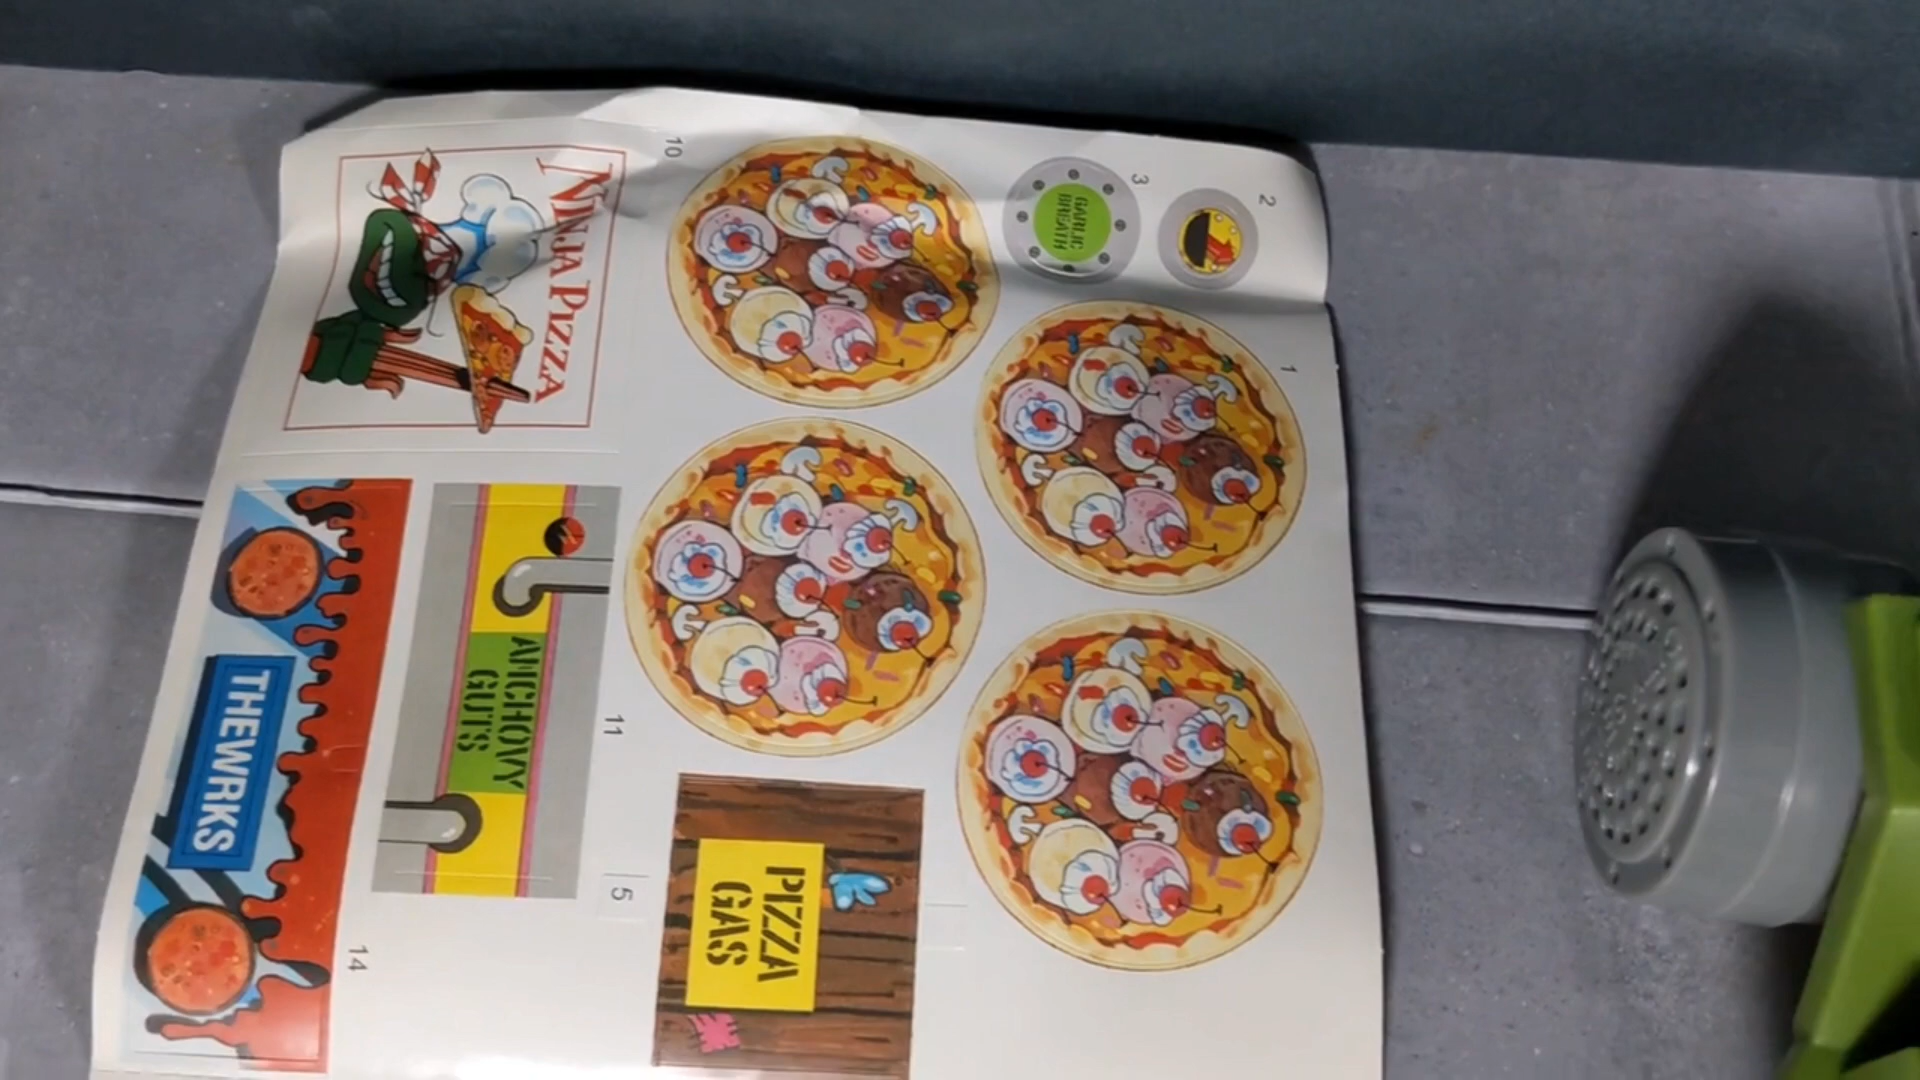 2
3
GARLIC
BREATH
1
10
NINJA PIZZA
11
ANCHOVY
GUTS
5
PIZZA
GAS
14
THEWRKS